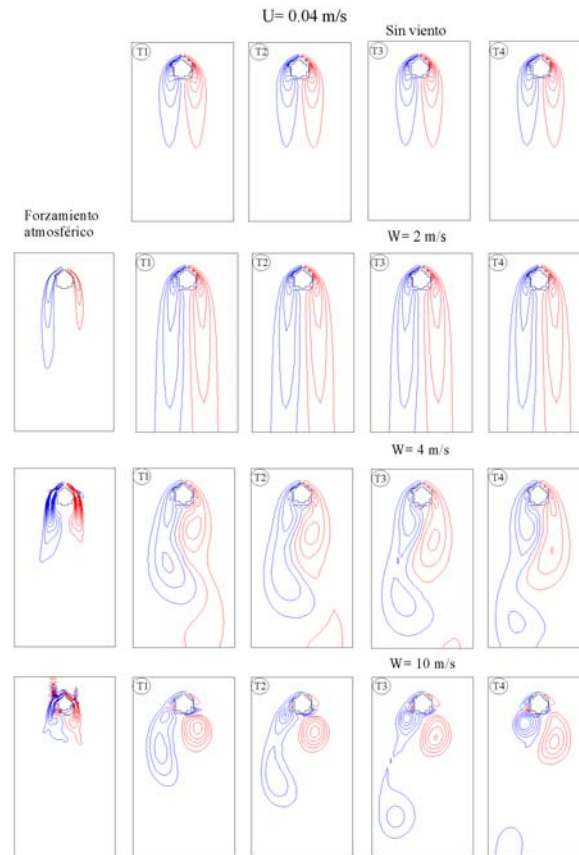 U= 0.04 m/s
Sin viento
T1
T2
T3
T4
Forzamiento
atmosférico
W= 2 m/s
T1
T2
T3
T4
W= 4 m/s
T1
T2
T3
T4
W= 10 m/s
T1
T2
T3
T4